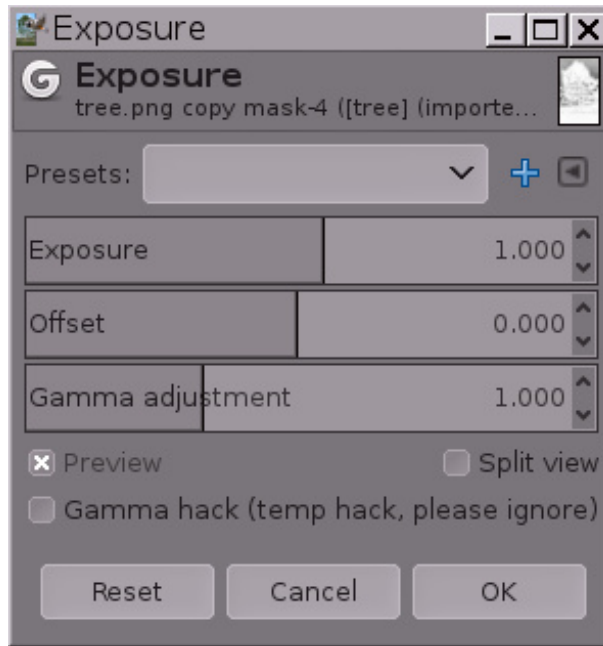 Exposure
Exposure
tree.png copy mask-4 ([tree] (importe...
Presets:
Exposure 1.000
Offset 0.000
Gamma adjustment 1.000
Preview Split view
Gamma hack (temp hack, please ignore)
Reset Cancel OK